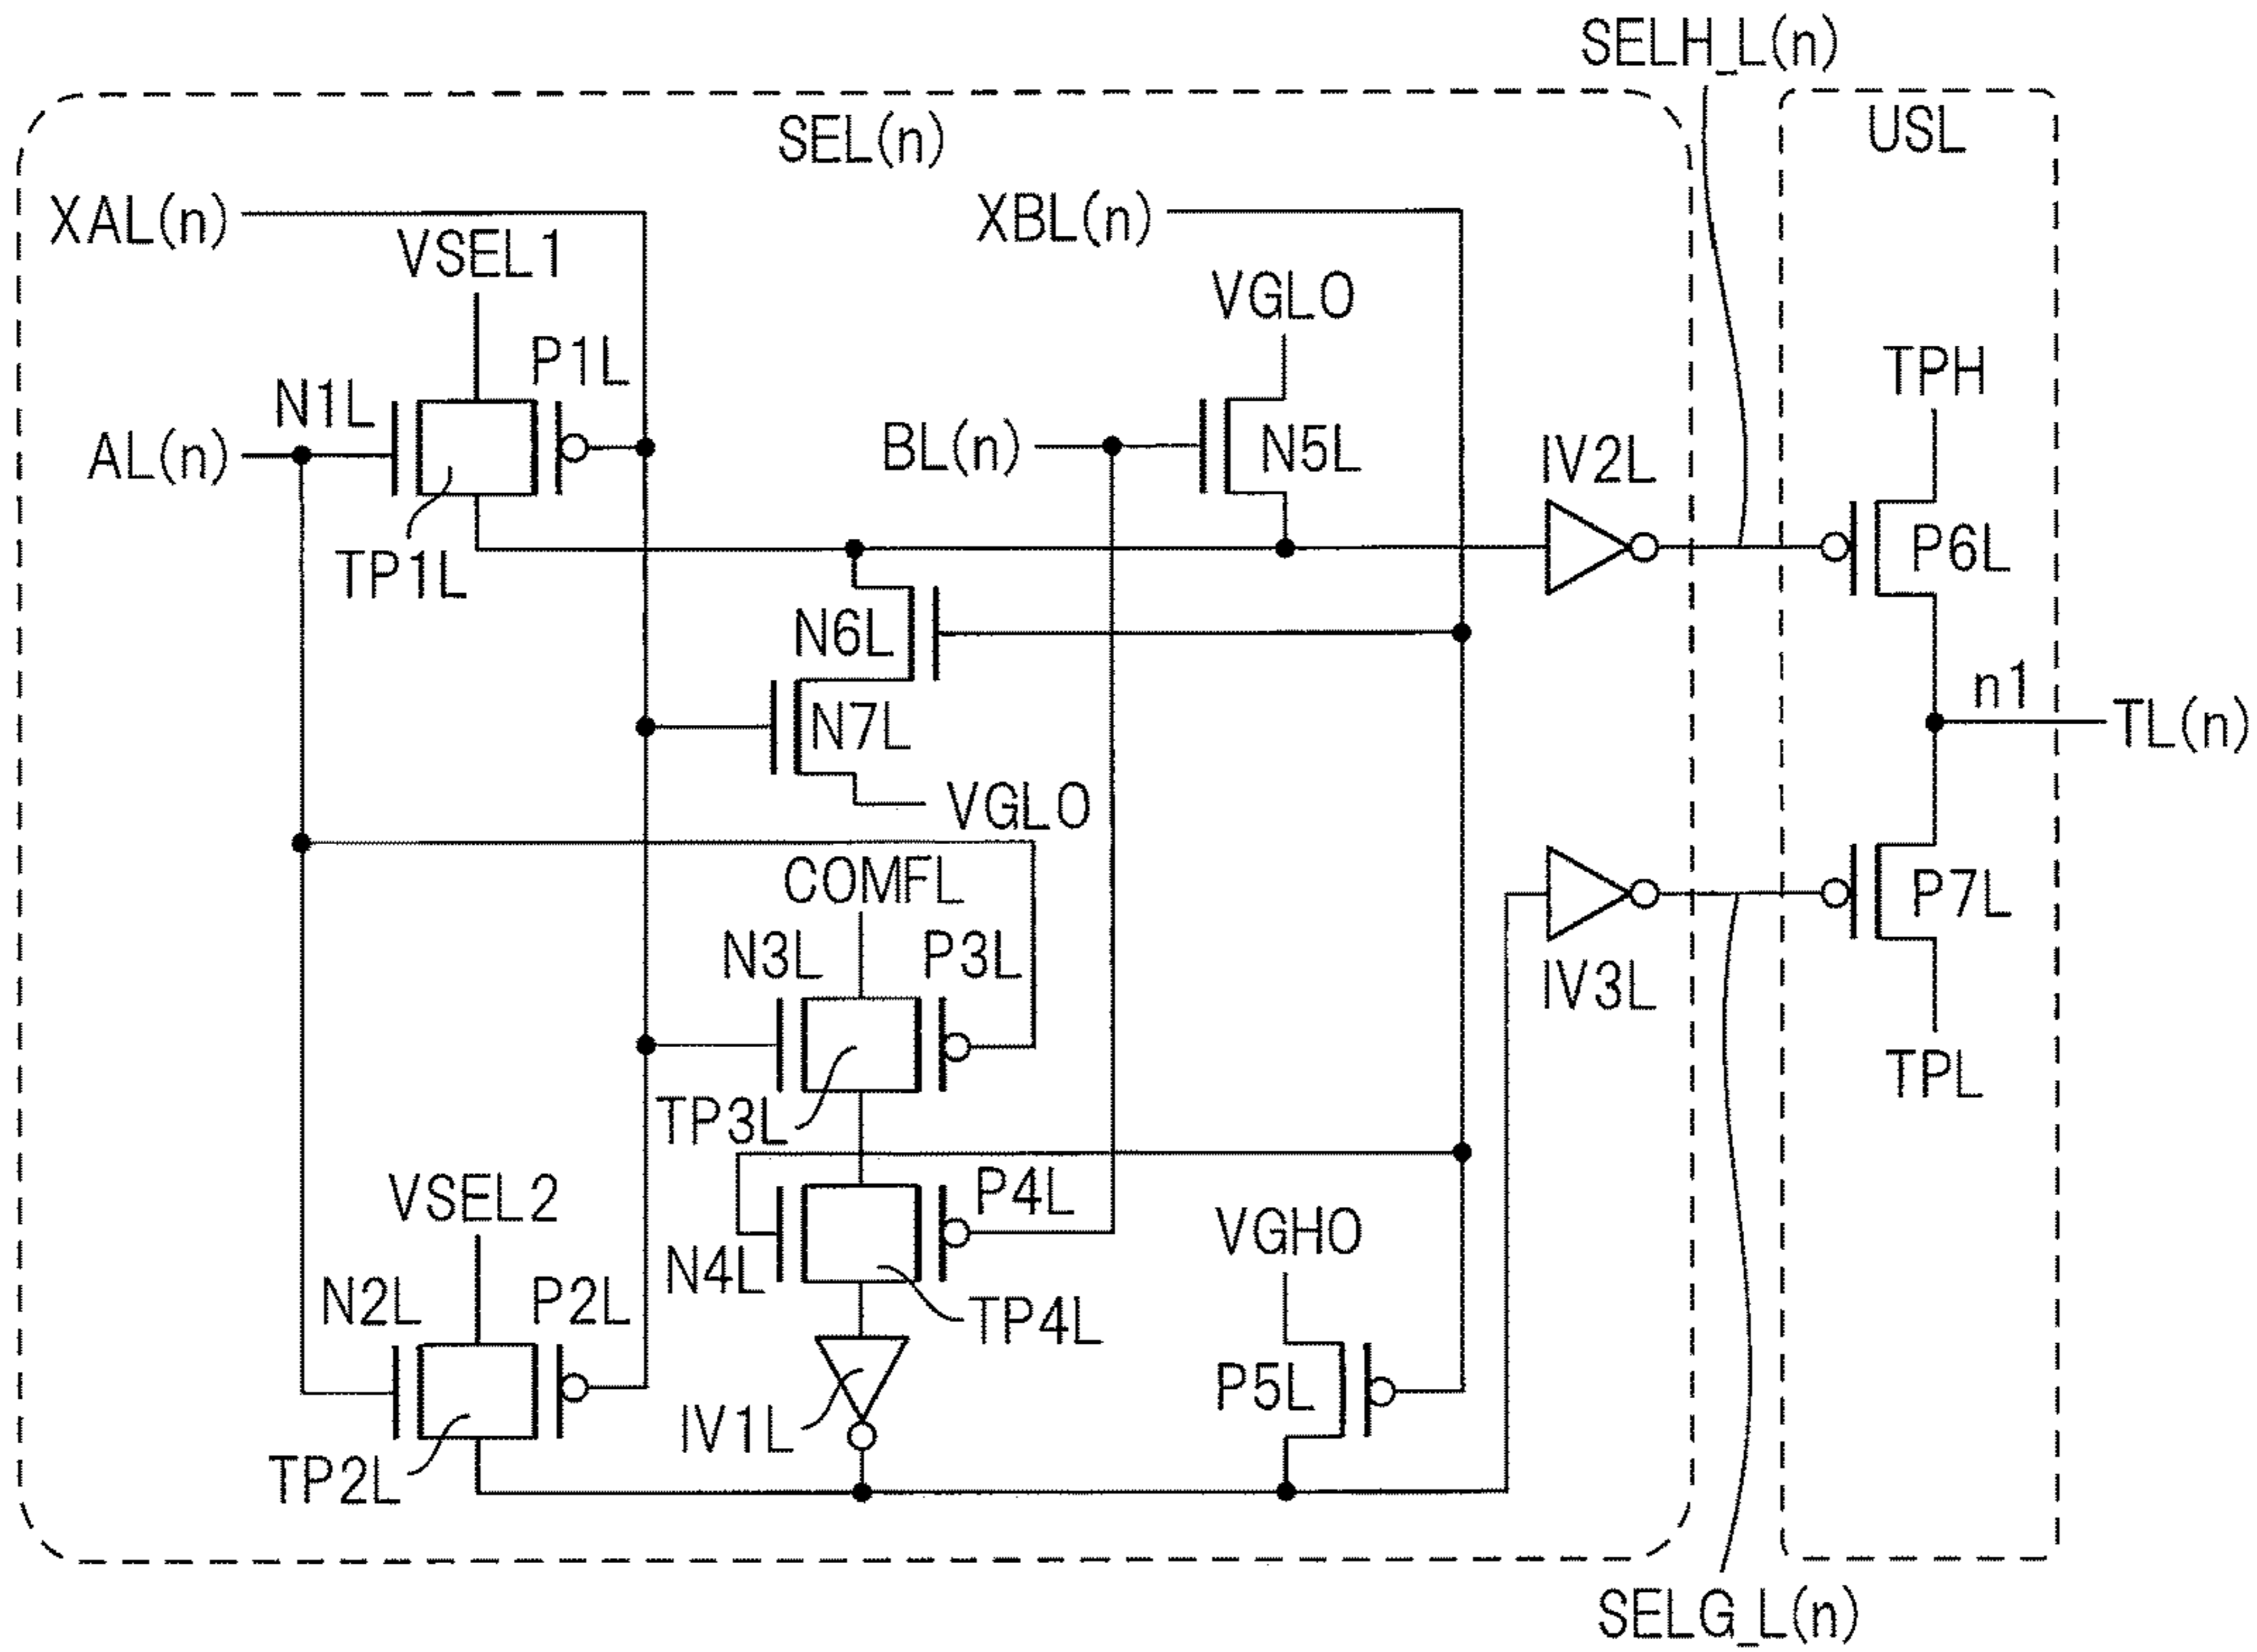 SELH_L(n)
SEL(n)
USL
XAL(n)
XBL(n)
VSEL1
VGLO
P1L
TPH
N1L
AL(n)
BL(n)
N5L
IV2L
P6L
TP1L
N6L
n1
N7L
TL(n)
VGLO
COMFL
P7L
N3L
P3L
IV3L
TPL
TP3L
VSEL2
P4L
VGHO
N4L
N2L
P2L
TP4L
P5L
IV1L
TP2L
SELG_L(n)